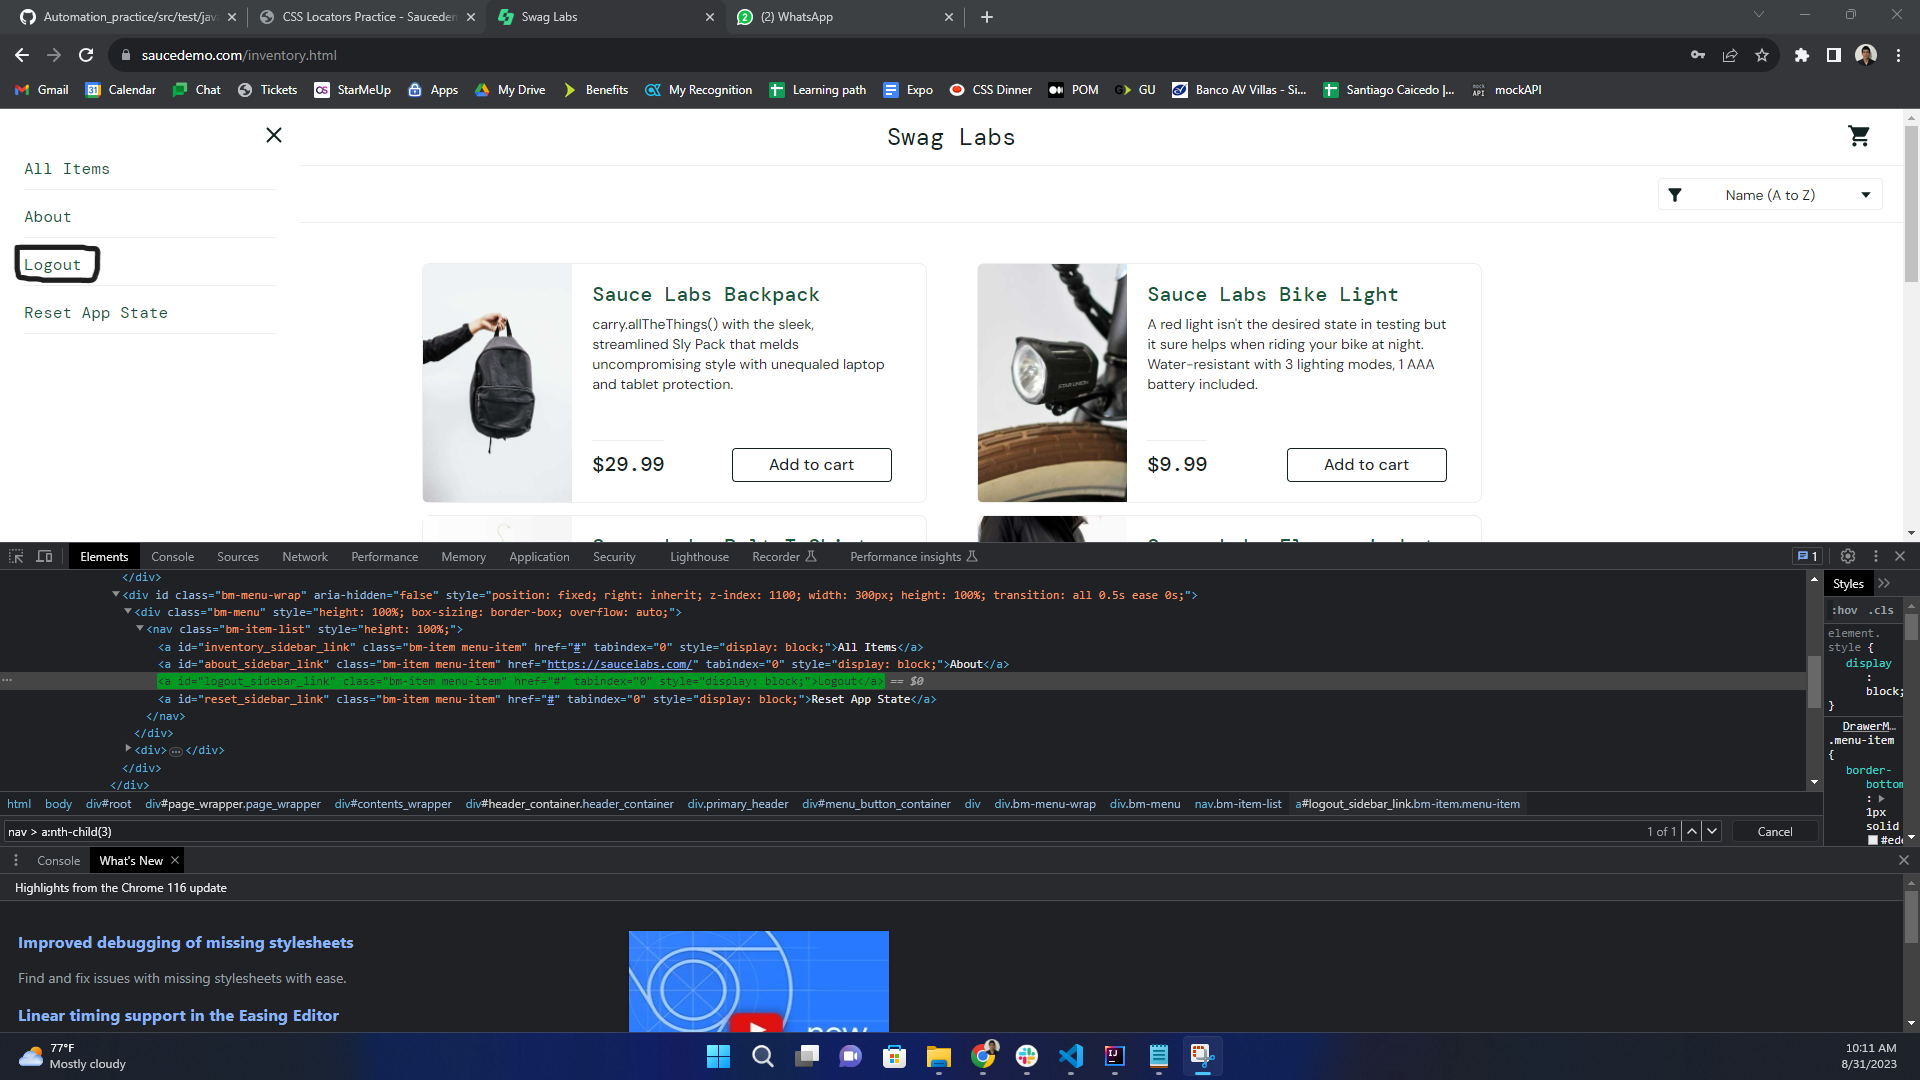 Automation_practice/src/test/java
CSS Locators Practice - Saucedem
Swag Labs
(2) WhatsApp
saucedemo.com/inventory.html
Gmail
31 Calendar
Chat
Tickets
StarMeUp
Apps
My Drive
Benefits
My Recognition
Learning path
Expo
CSS Dinner
POM
GU
Banco AV Villas - Si...
Santiago Caicedo |...
mockAPI
Swag Labs
All Items
About
Logout
Reset App State
Name (A to Z)
Sauce Labs Backpack
carry.allTheThings() with the sleek,
streamlined Sly Pack that melds
uncompromising style with unequaled laptop
and tablet protection.
$29.99
Add to cart
Sauce Labs Bike Light
A red light isn't the desired state in testing but
it sure helps when riding your bike at night.
Water-resistant with 3 lighting modes, 1 AAA
battery included.
$9.99
Add to cart
Elements
Console
Sources
Network
Performance
Memory
Application
Security
Lighthouse
Recorder
Performance insights
1
</div>
<div id class="bm-menu-wrap" aria-hidden="false" style="position: fixed; right: inherit; z-index: 1100; width: 300px; height: 100%; transition: all 0.5s ease 0s;">
<div class="bm-menu" style="height: 100%; box-sizing: border-box; overflow: auto;">
<nav class="bm-item-list" style="height: 100%;">
<a id="inventory_sidebar_link" class="bm-item menu-item" href="#" tabindex="0" style="display: block;">All Items</a>
<a id="about_sidebar_link" class="bm-item menu-item" href="https://saucelabs.com/" tabindex="0" style="display: block;">About</a>
<a id="logout_sidebar_link" class="bm-item menu-item" href="#" tabindex="0" style="display: block;">Logout</a> == $0
<a id="reset_sidebar_link" class="bm-item menu-item" href="#" tabindex="0" style="display: block;">Reset App State</a>
</nav>
</div>
<div>…</div>
</div>
</div>
Styles
:hov .cls
element.
style {
display
:
block;
}
DrawerM…
.menu-item
{
border-
bottom
:
1px
solid
#ede
html body div#root div#page_wrapper.page_wrapper div#contents_wrapper div#header_container.header_container div.primary_header div#menu_button_container div div.bm-menu-wrap div.bm-menu nav.bm-item-list a#logout_sidebar_link.bm-item.menu-item
nav > a:nth-child(3)
1 of 1
Cancel
Console
What's New
Highlights from the Chrome 116 update
Improved debugging of missing stylesheets
Find and fix issues with missing stylesheets with ease.
Linear timing support in the Easing Editor
new
77°F
Mostly cloudy
10:11 AM
8/31/2023